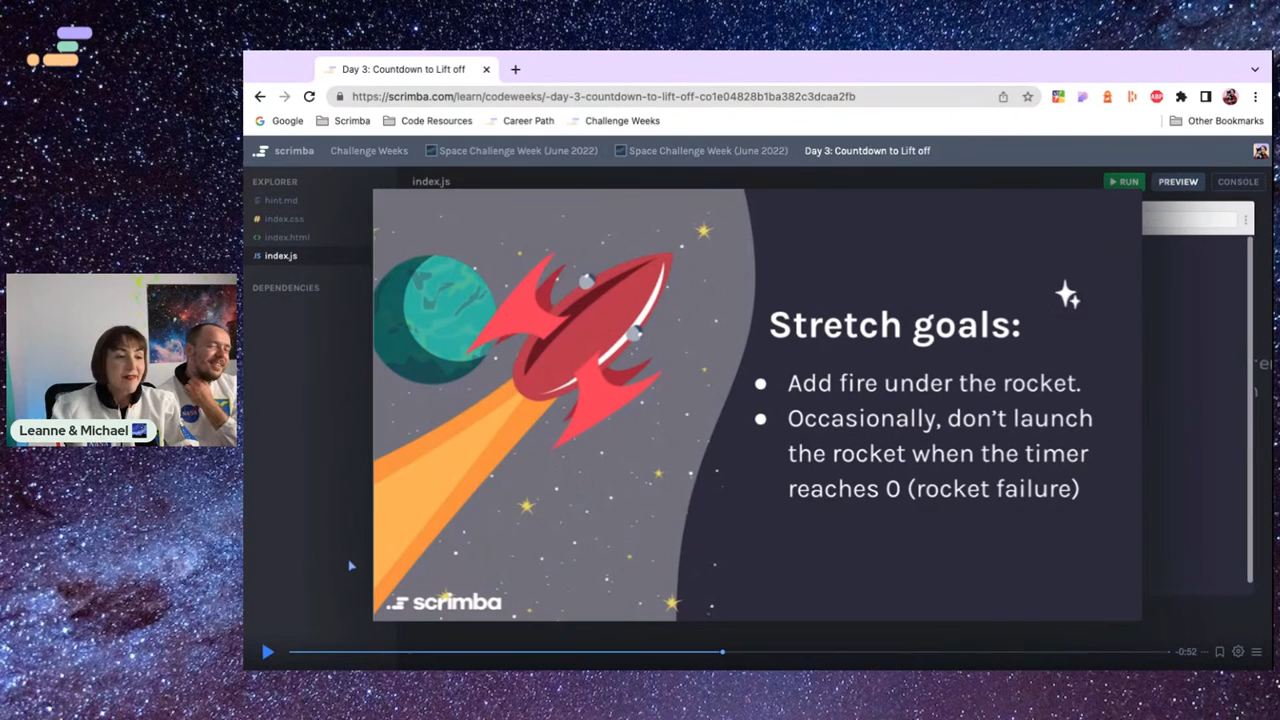 Day 3: Countdown to Lift off
https://scrimba.com/learn/codeweeks/-day-3-countdown-to-lift-off-co1e04828b1ba382c3dcaa2fb
Google Scrimba Code Resources Career Path Challenge Weeks Other Bookmarks
scrimba Challenge Weeks Space Challenge Week (June 2022) Space Challenge Week (June 2022) Day 3: Countdown to Lift off
EXPLORER
hint.md
index.css
index.html
JS index.js
DEPENDENCIES
index.js
RUN PREVIEW CONSOLE
Stretch goals:
● Add fire under the rocket.
● Occasionally, don't launch
the rocket when the timer
reaches 0 (rocket failure)
scrimba
NASA
Leanne & Michael
-0:52
ABP